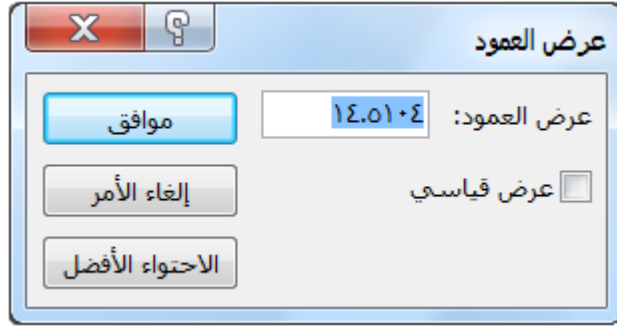 عرض العمود
عرض العمود: ١٤.٥١٠٤
موافق
عرض قياسي
إلغاء الأمر
الاحتواء الأفضل